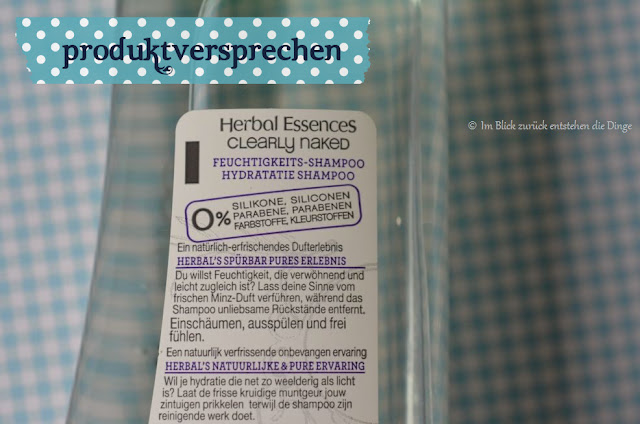 produktversprechen
© Im Blick zurück entstehen die Dinge
Herbal Essences
CLEARLY NAKED
FEUCHTIGKEITS-SHAMPOO
HYDRATATIE SHAMPOO
0% SILIKONE, SILICONEN
PARABENE, PARABENEN
FARBSTOFFE, KLEURSTOFFEN
Ein natürlich-erfrischendes Dufterlebnis
HERBAL'S SPÜRBAR PURES ERLEBNIS
Du willst Feuchtigkeit, die verwöhnend und
leicht zugleich ist? Lass deine Sinne vom
frischen Minz-Duft verführen, während das
Shampoo unliebsame Rückstände entfernt.
Einschäumen, ausspülen und frei
fühlen.
Een natuurlijk verfrissende onbevangen ervaring
HERBAL'S NATUURLIJKE & PURE ERVARING
Wil je hydratie die net zo weelderig als licht
is? Laat de frisse kruidige muntgeur jouw
zintuigen prikkelen terwijl de shampoo zijn
reinigende werk doet.